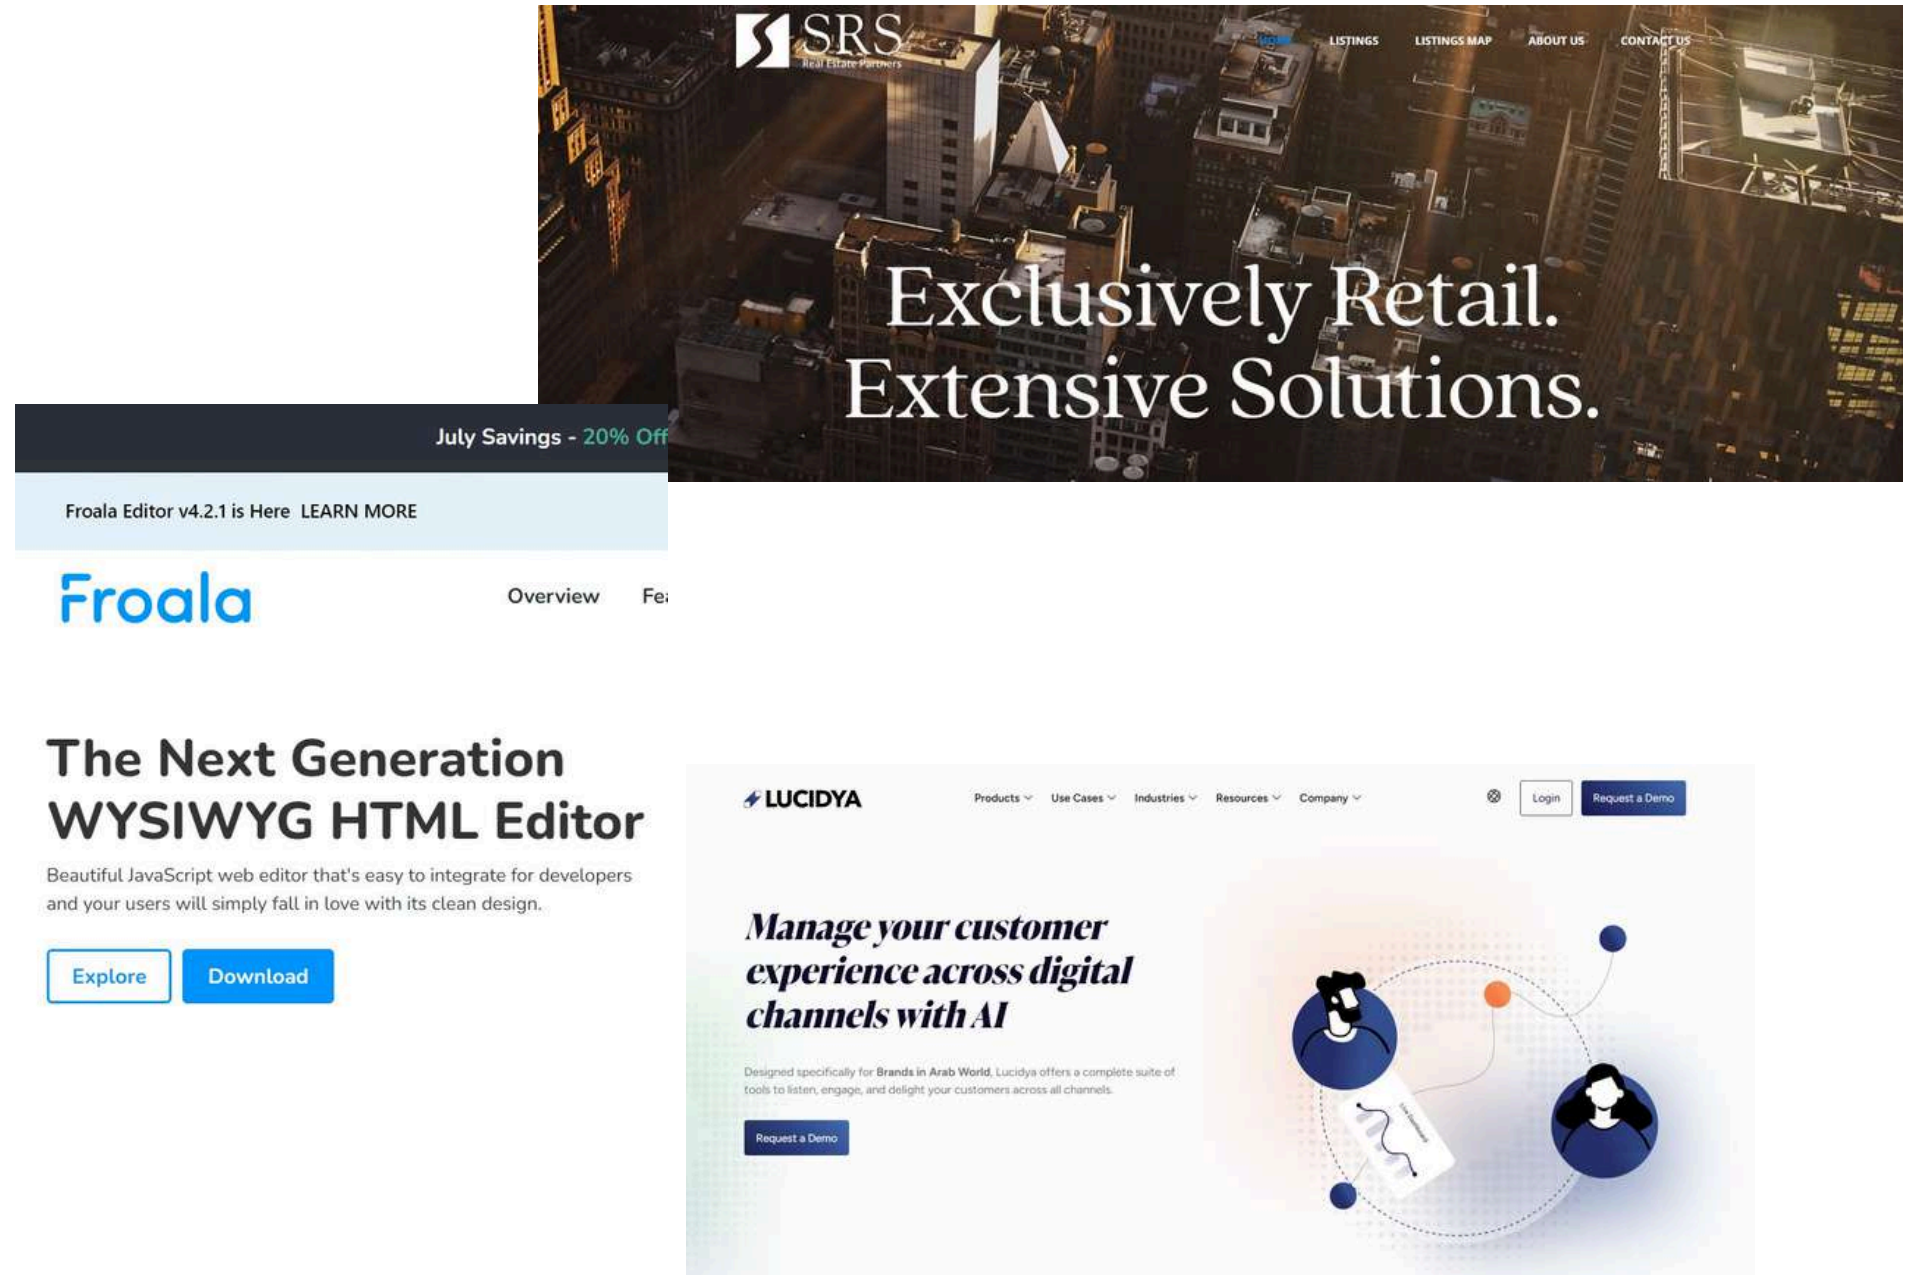 SRS
Real Estate Partners
HOME LISTINGS LISTINGS MAP ABOUT US CONTACT US
Exclusively Retail.
Extensive Solutions.
July Savings - 20% Off
Froala Editor v4.2.1 is Here LEARN MORE
Froala
Overview Fea
The Next Generation
WYSIWYG HTML Editor
Beautiful JavaScript web editor that's easy to integrate for developers
and your users will simply fall in love with its clean design.
Explore Download
LUCIDYA
Products Use Cases Industries Resources Company
Login Request a Demo
Manage your customer
experience across digital
channels with AI
Designed specifically for Brands in Arab World, Lucidya offers a complete suite of
tools to listen, engage, and delight your customers across all channels.
Request a Demo
Live Dashboard